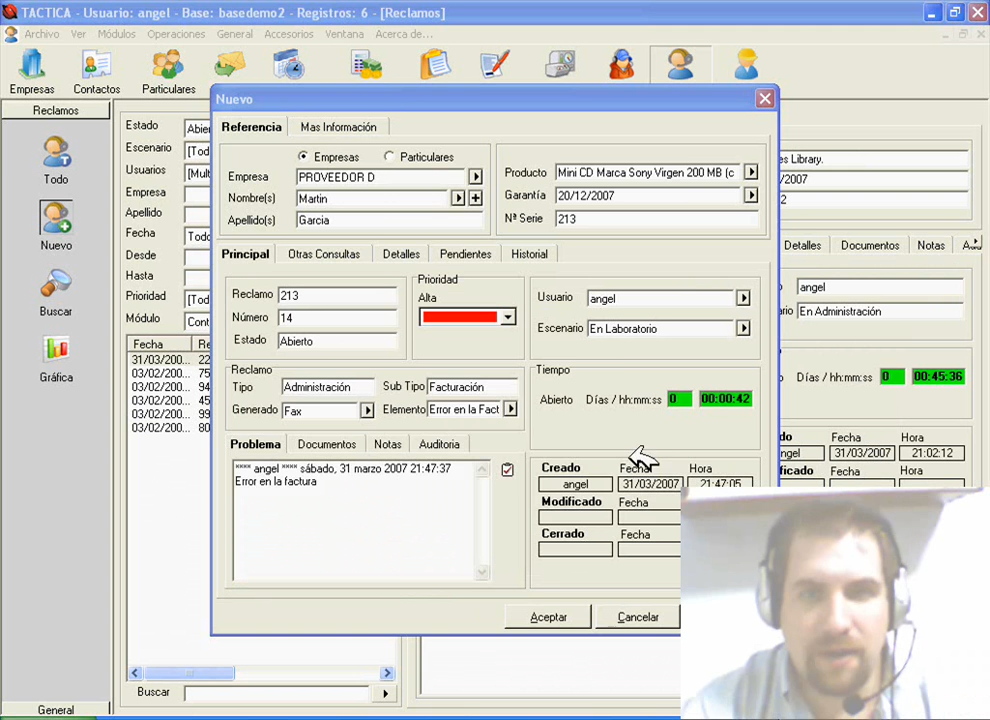 TACTICA - Usuario: angel - Base: basedemo2 - Registros: 6 - [Reclamos]
Archivo Ver Módulos Operaciones General Accesorios Ventana Acerca de...
Empresas Contactos Particulares
Reclamos
Todo
Nuevo
Buscar
Gráfica
General
Estado
Escenario [Tod
Usuarios [Mult
Empresa
Apellido
Fecha Todo
Desde
Hasta
Prioridad [Tod
Módulo Cont
Fecha Re
31/03/200... 22
03/02/200... 75
03/02/200... 94
03/02/200... 45
03/02/200... 99
03/02/200... 80
Buscar
Nuevo
Referencia Mas Información
Empresas Particulares
Empresa PROVEEDOR D
Nombre(s) Martin
Apellido(s) Garcia
Producto Mini CD Marca Sony Virgen 200 MB (c
Garantía 20/12/2007
Nª Serie 213
Principal Otras Consultas Detalles Pendientes Historial
Reclamo 213
Número 14
Estado Abierto
Prioridad
Alta
Usuario angel
Escenario En Laboratorio
Reclamo
Tipo Administración Sub Tipo Facturación
Generado Fax Elemento Error en la Fact
Tiempo
Abierto Días / hh:mm:ss 0 00:00:42
Problema Documentos Notas Auditoria
**** angel **** sábado, 31 marzo 2007 21:47:37
Error en la factura
Creado Fecha Hora
angel 31/03/2007 21:47:05
Modificado Fecha
Cerrado Fecha
Aceptar Cancelar
es Library.
/2007
2
Detalles Documentos Notas
angel
En Administración
Días / hh:mm:ss 0 00:45:36
Fecha Hora
angel 31/03/2007 21:02:12
Fecha Hora